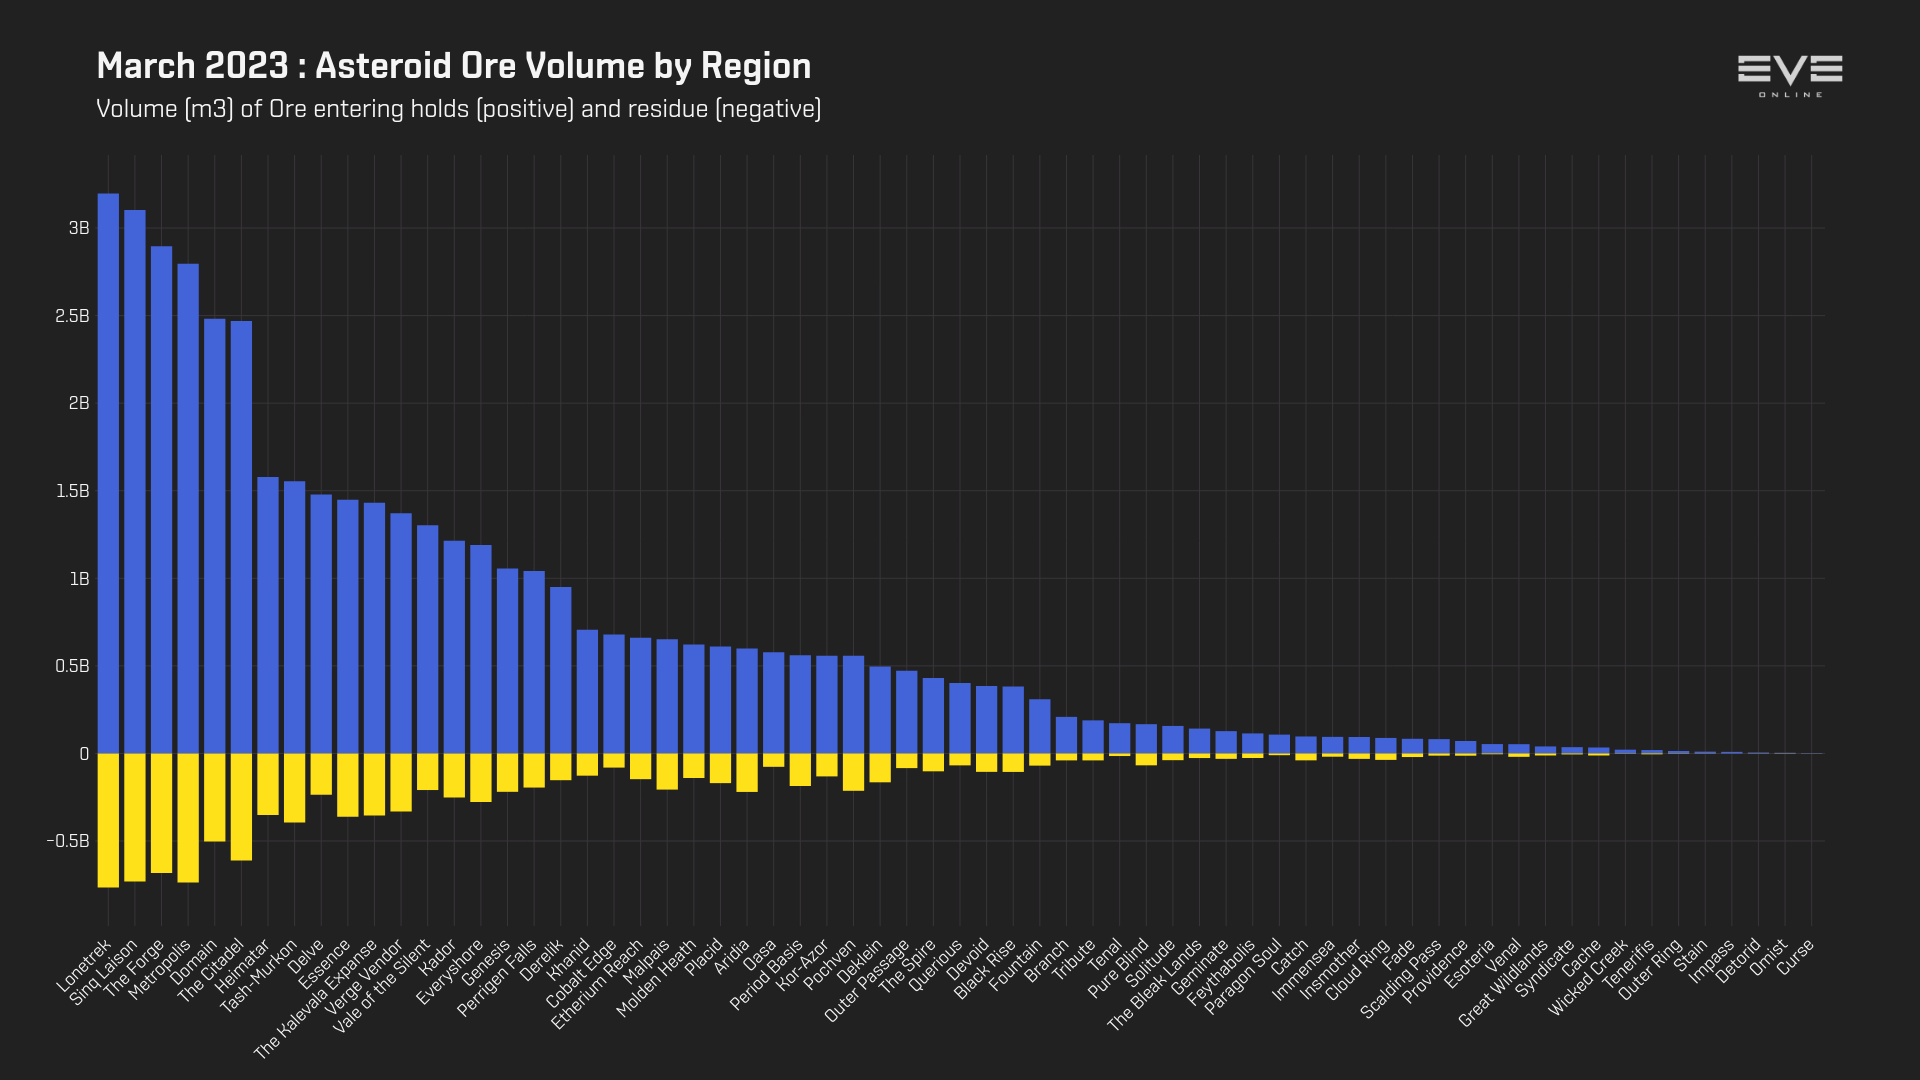 March 2023 : Asteroid Ore Volume by Region
Volume (m3) of Ore entering holds (positive) and residue (negative)
EVE
ONLINE
3B
2.5B
2B
1.5B
1B
0.5B
0
−0.5B
Lonetrek
Sinq Laison
The Forge
Metropolis
Domain
The Citadel
Heimatar
Tash-Murkon
Delve
Essence
The Kalevala Expanse
Verge Vendor
Vale of the Silent
Kador
Everyshore
Genesis
Perrigen Falls
Derelik
Khanid
Cobalt Edge
Etherium Reach
Malpais
Molden Heath
Placid
Aridia
Oasa
Period Basis
Kor-Azor
Pochven
Deklein
Outer Passage
The Spire
Querious
Devoid
Black Rise
Fountain
Branch
Tribute
Tenal
Pure Blind
Solitude
The Bleak Lands
Geminate
Feythabolis
Paragon Soul
Catch
Immensea
Insmother
Cloud Ring
Fade
Scalding Pass
Providence
Esoteria
Venal
Great Wildlands
Syndicate
Cache
Wicked Creek
Tenerifis
Outer Ring
Stain
Impass
Detorid
Omist
Curse